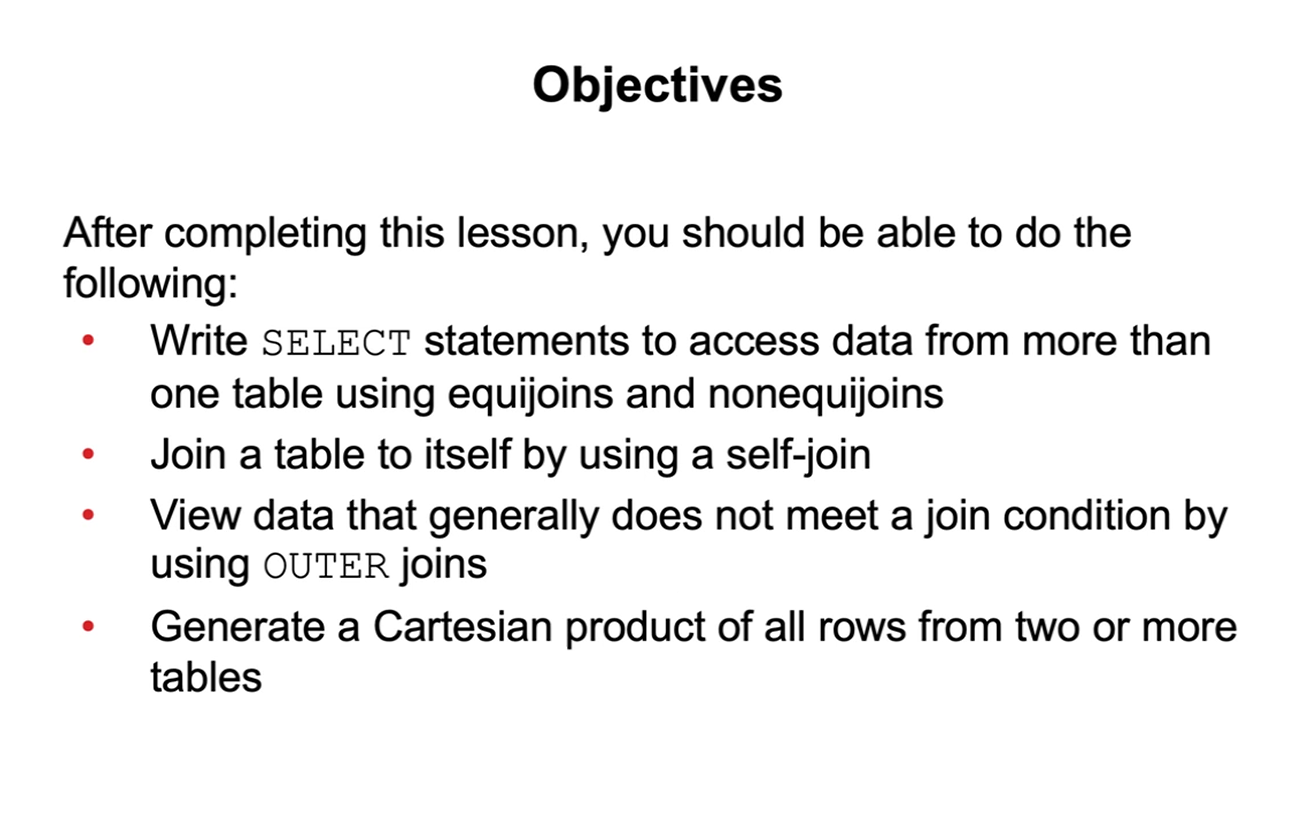 Objectives
After completing this lesson, you should be able to do the
following:
• Write SELECT statements to access data from more than
one table using equijoins and nonequijoins
• Join a table to itself by using a self-join
• View data that generally does not meet a join condition by
using OUTER joins
• Generate a Cartesian product of all rows from two or more
tables